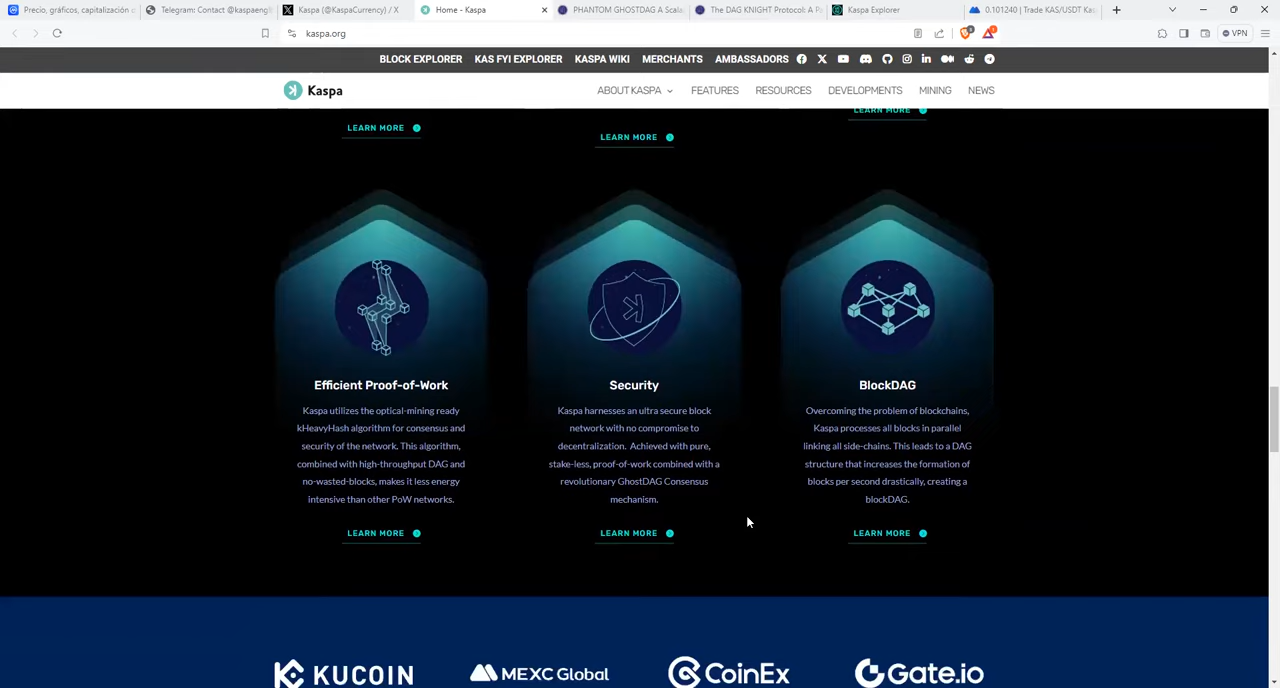 Precio, gráficos, capitalización d
Telegram: Contact @kaspaeng
Kaspa (@KaspaCurrency) / X
Home - Kaspa
PHANTOM GHOSTDAG A Scala
The DAG KNIGHT Protocol: A Pa
Kaspa Explorer
0.101240 | Trade KAS/USDT Kas
kaspa.org
VPN
BLOCK EXPLORER KAS FYI EXPLORER KASPA WIKI MERCHANTS AMBASSADORS
Kaspa
ABOUT KASPA FEATURES RESOURCES DEVELOPMENTS MINING NEWS
LEARN MORE
LEARN MORE
LEARN MORE
Efficient Proof-of-Work
Kaspa utilizes the optical-mining ready
kHeavyHash algorithm for consensus and
security of the network. This algorithm,
combined with high-throughput DAG and
no-wasted-blocks, makes it less energy
intensive than other PoW networks.
LEARN MORE
Security
Kaspa harnesses an ultra secure block
network with no compromise to
decentralization. Achieved with pure,
stake-less, proof-of-work combined with a
revolutionary GhostDAG Consensus
mechanism.
LEARN MORE
BlockDAG
Overcoming the problem of blockchains,
Kaspa processes all blocks in parallel
linking all side-chains. This leads to a DAG
structure that increases the formation of
blocks per second drastically, creating a
blockDAG.
LEARN MORE
KUCOIN
MEXC Global
CoinEx
Gate.io